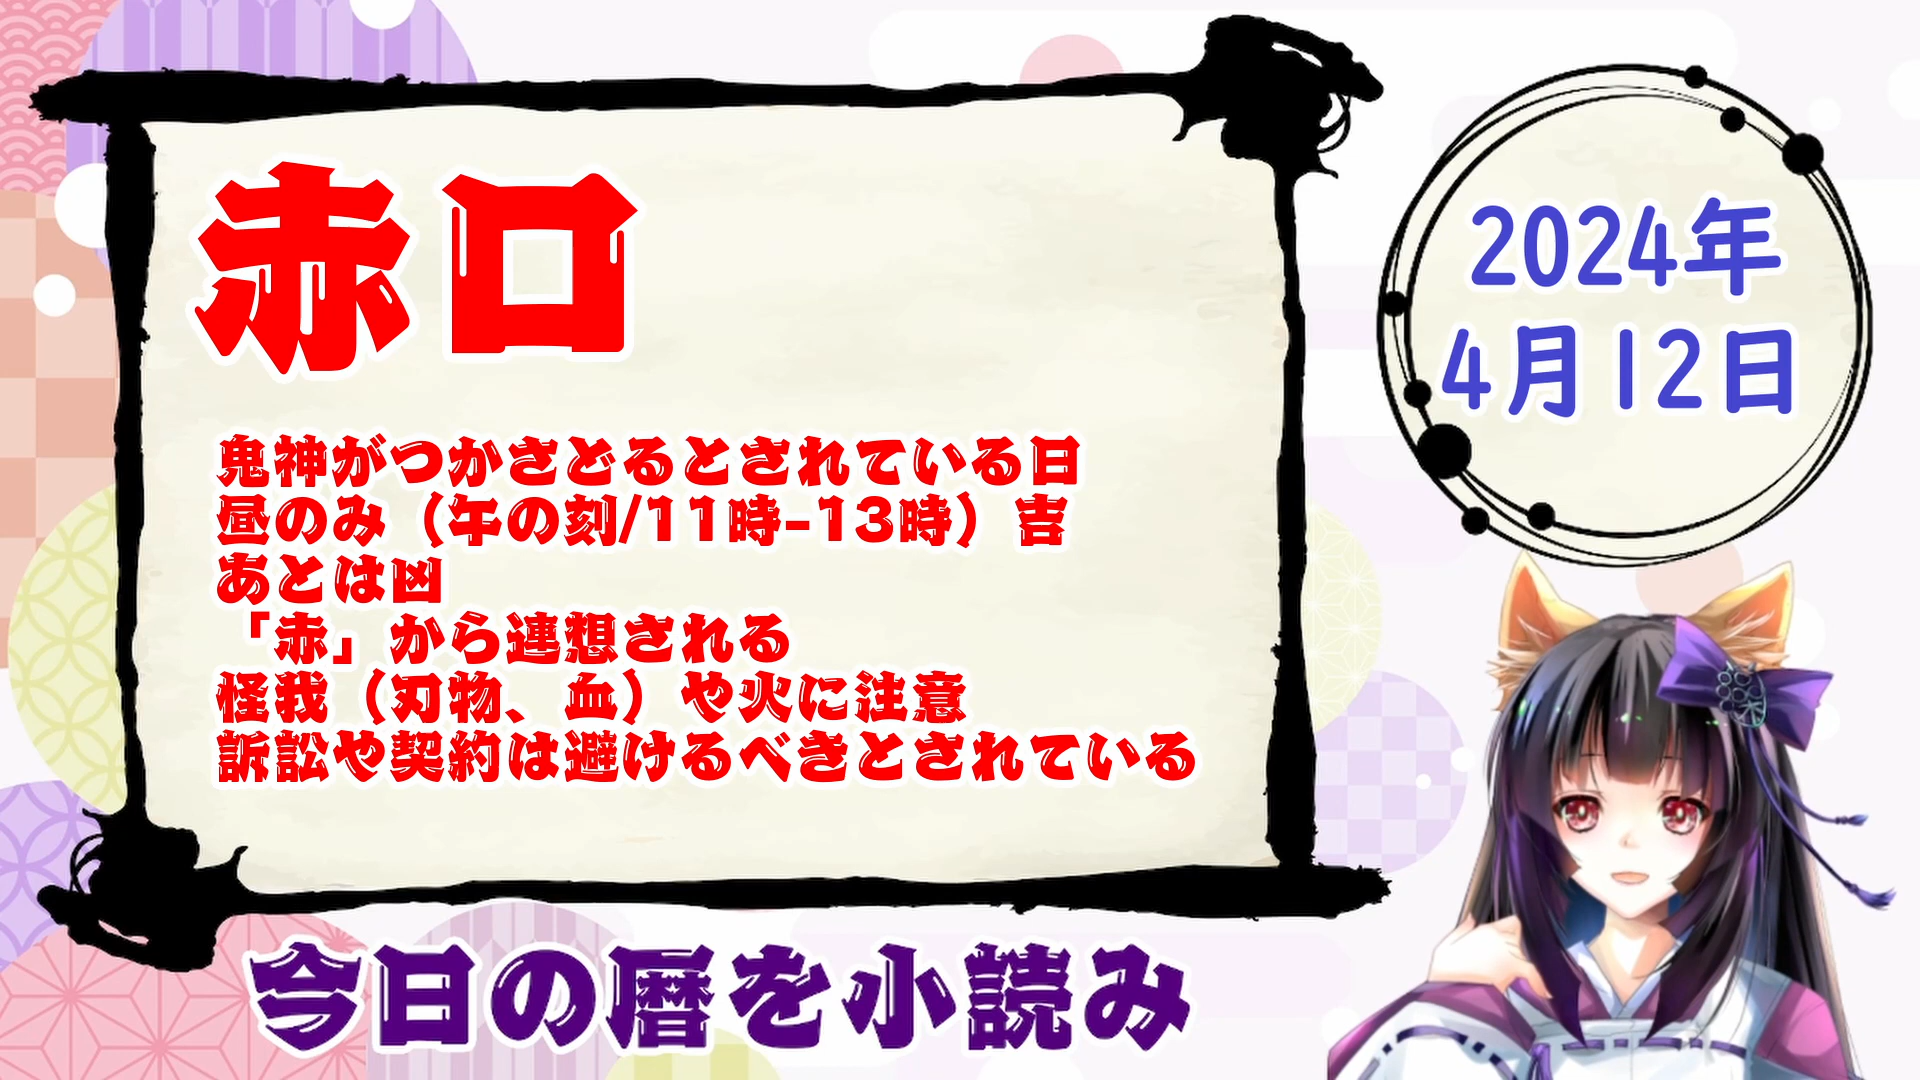 赤口
鬼神がつかさどるとされている日
昼のみ（午の刻/11時-13時）吉
あとは凶
「赤」から連想される
怪我（刃物、血）や火に注意
訴訟や契約は避けるべきとされている
2024年
4月12日
今日の暦を小読み